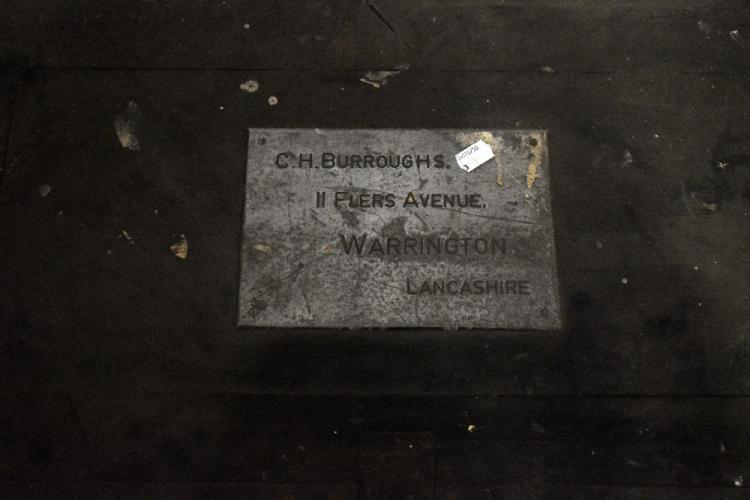 C.H.BURROUGHS.
11 FLERS AVENUE.
WARRINGTON
LANCASHIRE